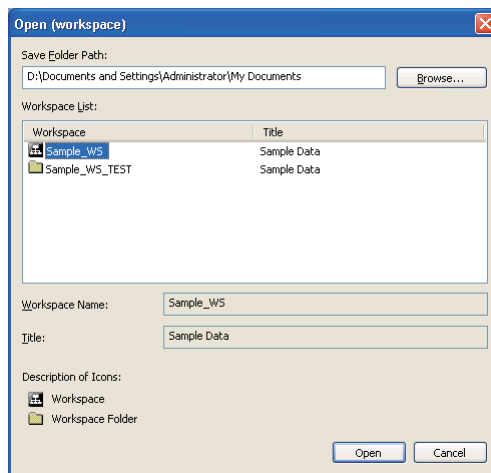 Open (workspace)
Save Folder Path:
D:\Documents and Settings\Administrator\My Documents
Browse...
Workspace List:
Workspace Title
Sample_WS Sample Data
Sample_WS_TEST Sample Data
Workspace Name: Sample_WS
Title: Sample Data
Description of Icons:
Workspace
Workspace Folder
Open Cancel